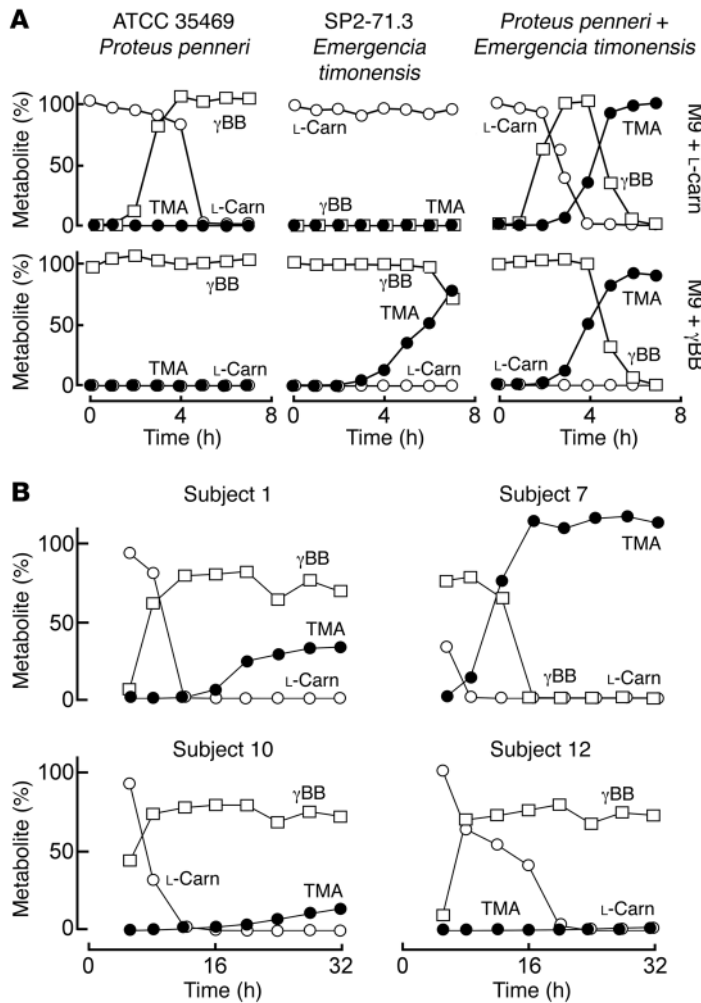 A
ATCC 35469
Proteus penneri
SP2-71.3
Emergencia
timonensis
Proteus penneri +
Emergencia timonensis
Metabolite (%)
100
50
0
γBB
TMA
L-Carn
L-Carn
γBB
TMA
TMA
γBB
L-Carn
M9 + L-carn
Metabolite (%)
100
50
0
γBB
TMA
L-Carn
γBB
TMA
L-Carn
TMA
L-Carn
γBB
M9 + γBB
0 4 8
0 4 8
0 4 8
Time (h)
Time (h)
Time (h)
B
Subject 1
Subject 7
Metabolite (%)
100
50
0
γBB
TMA
L-Carn
TMA
γBB
L-Carn
Subject 10
Subject 12
Metabolite (%)
100
50
0
γBB
L-Carn
TMA
γBB
TMA
L-Carn
0 16 32
0 16 32
Time (h)
Time (h)